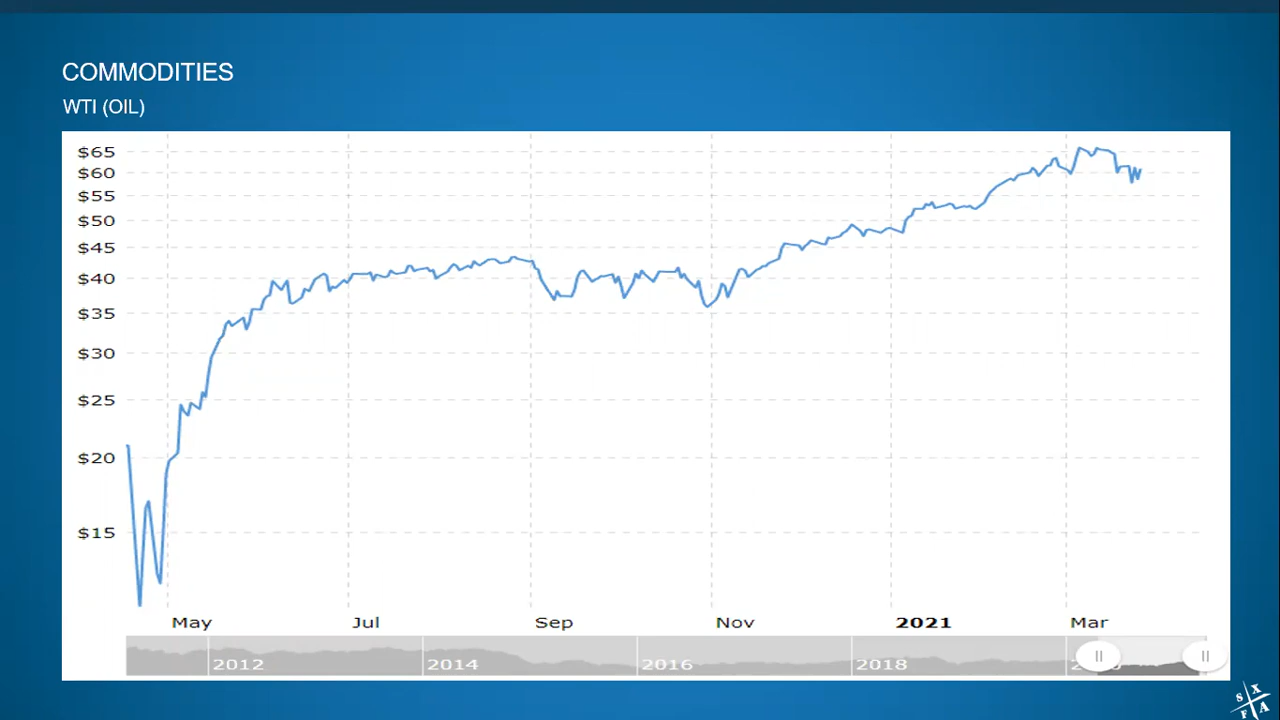 COMMODITIES
WTI (OIL)
$65
$60
$55
$50
$45
$40
$35
$30
$25
$20
$15
May Jul Sep Nov 2021 Mar
2012 2014 2016 2018
S X F A